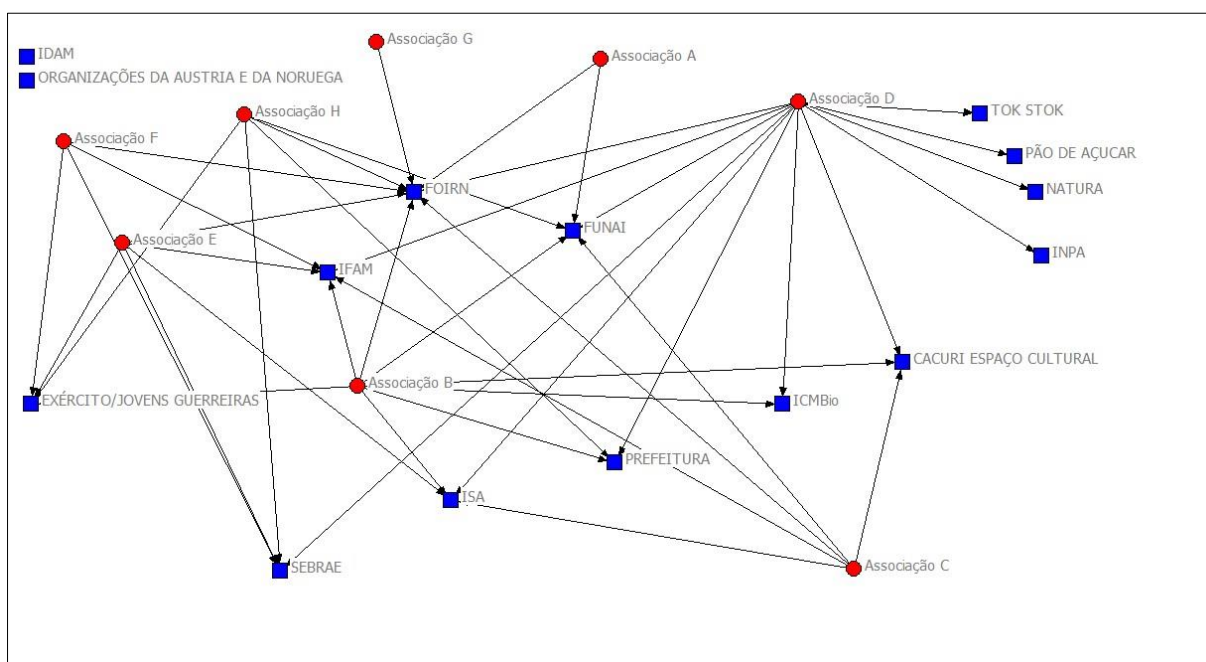 Associação G
IDAM
Associação A
ORGANIZAÇÕES DA AUSTRIA E DA NORUEGA
Associação D
TOK STOK
Associação H
Associação F
PÃO DE AÇUCAR
FOIRN
NATURA
FUNAI
Associação E
INPA
IFAM
CACURI ESPAÇO CULTURAL
Associação B
EXÉRCITO/JOVENS GUERREIRAS
ICMBio
PREFEITURA
ISA
SEBRAE
Associação C